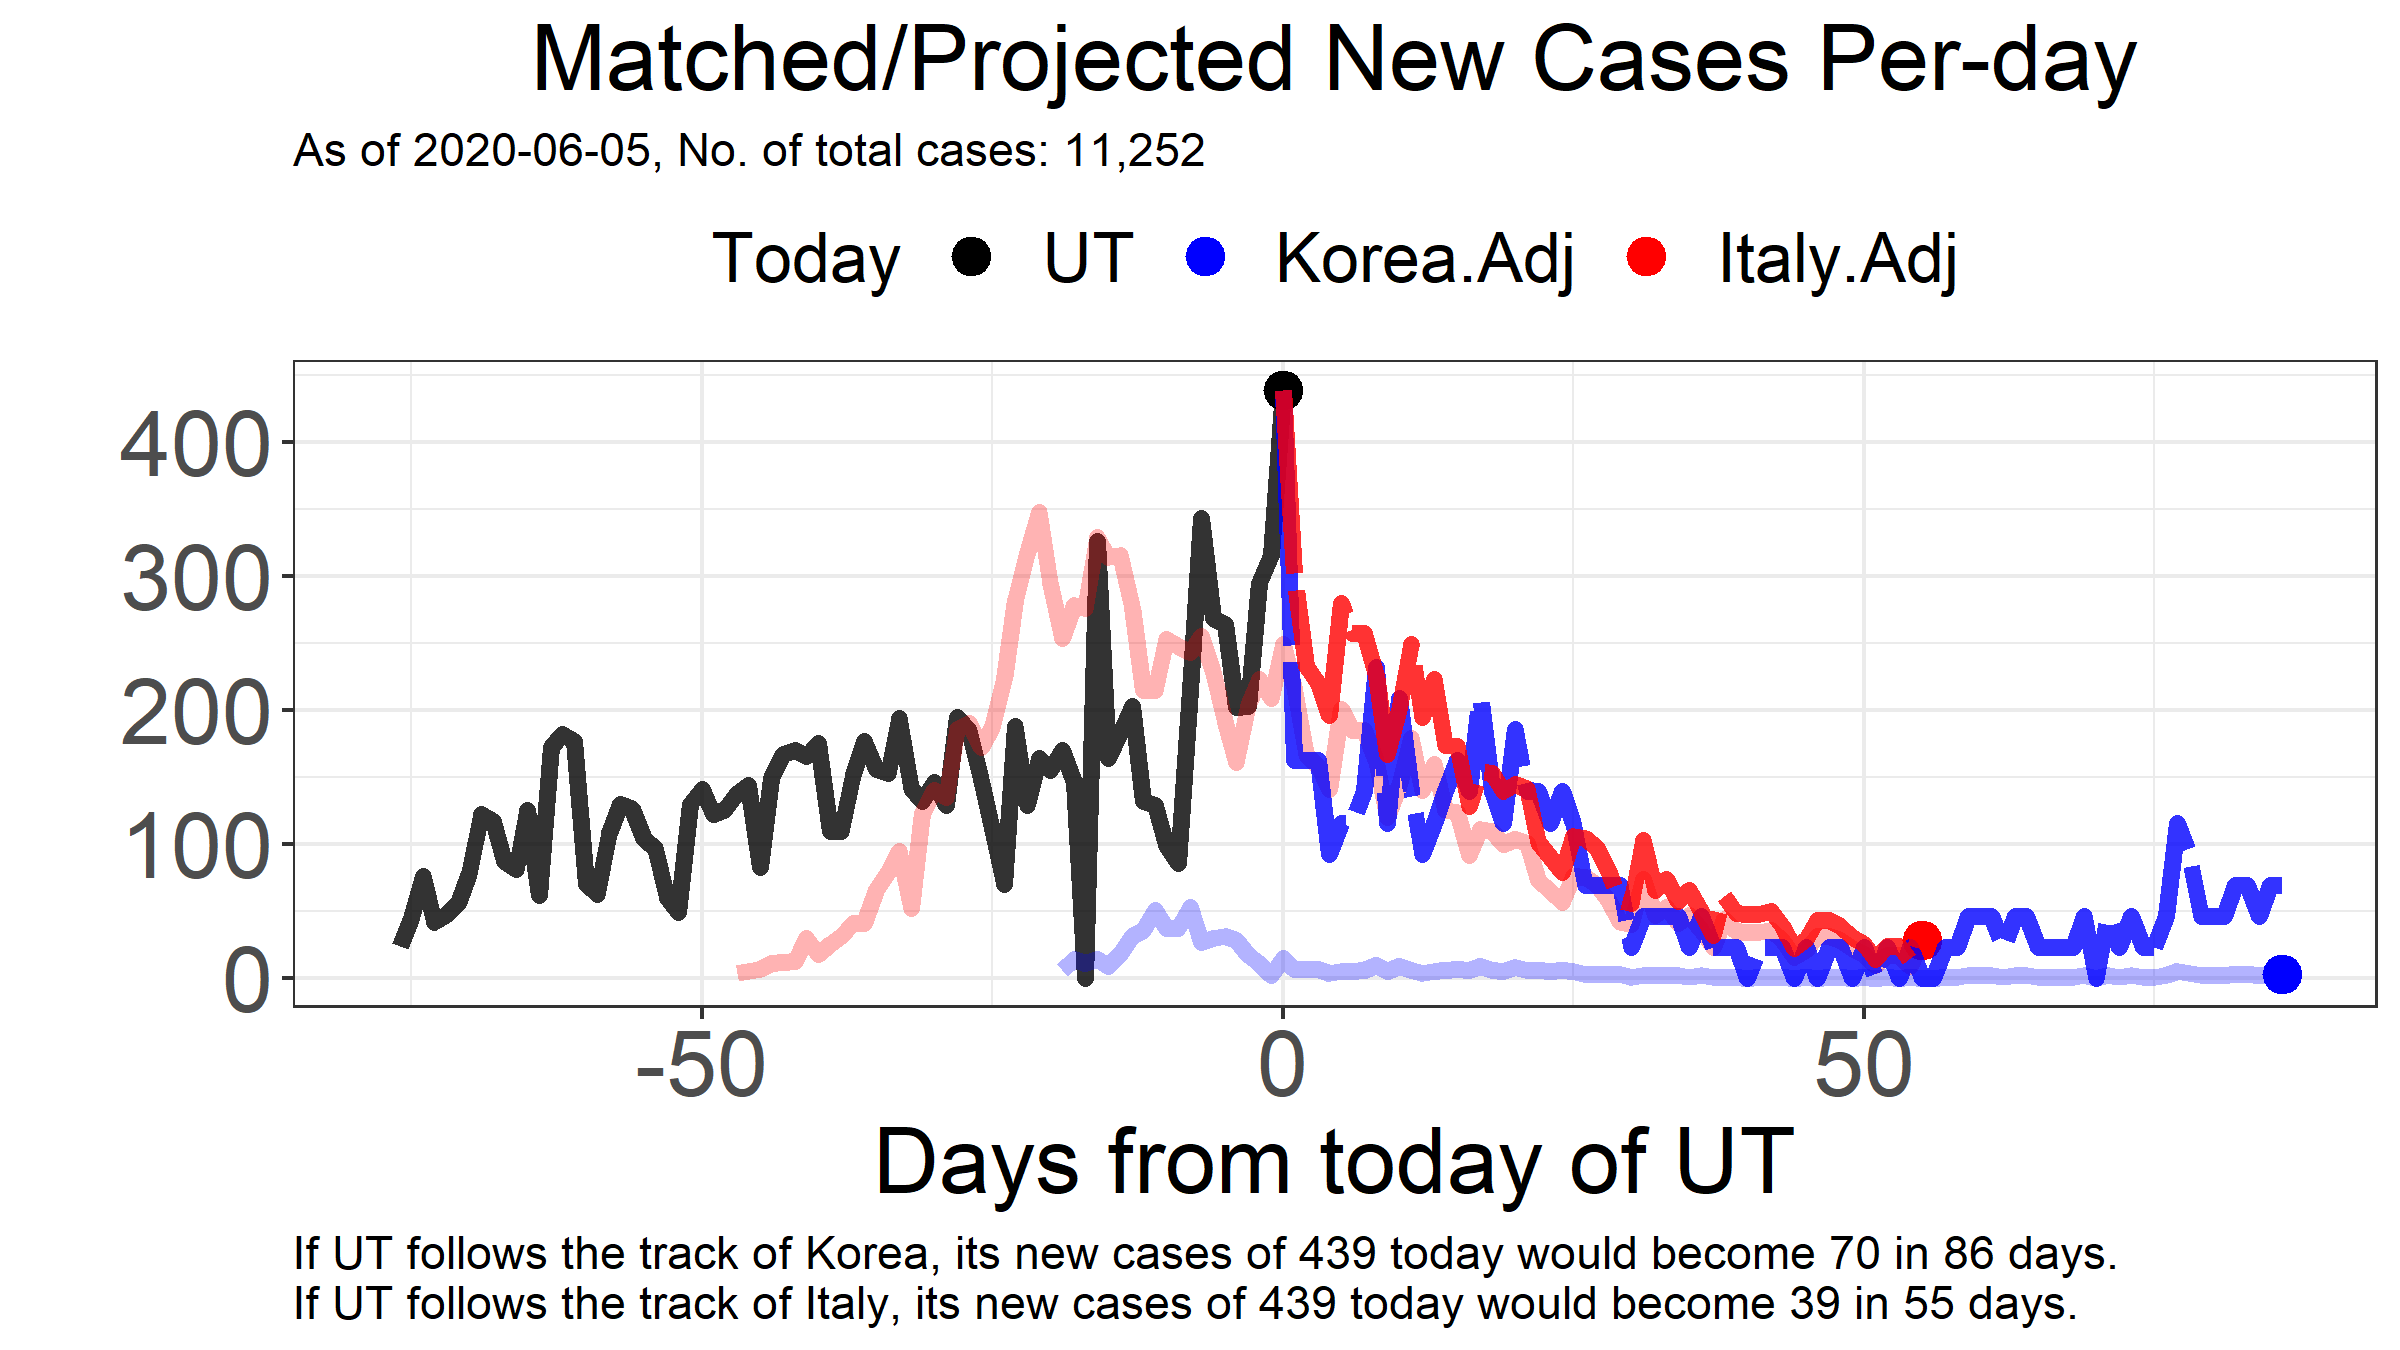 Matched/Projected New Cases Per-day
As of 2020-06-05, No. of total cases: 11,252
Today UT Korea.Adj Italy.Adj
400
300
200
100
0
-50 0 50
Days from today of UT
If UT follows the track of Korea, its new cases of 439 today would become 70 in 86 days.
If UT follows the track of Italy, its new cases of 439 today would become 39 in 55 days.